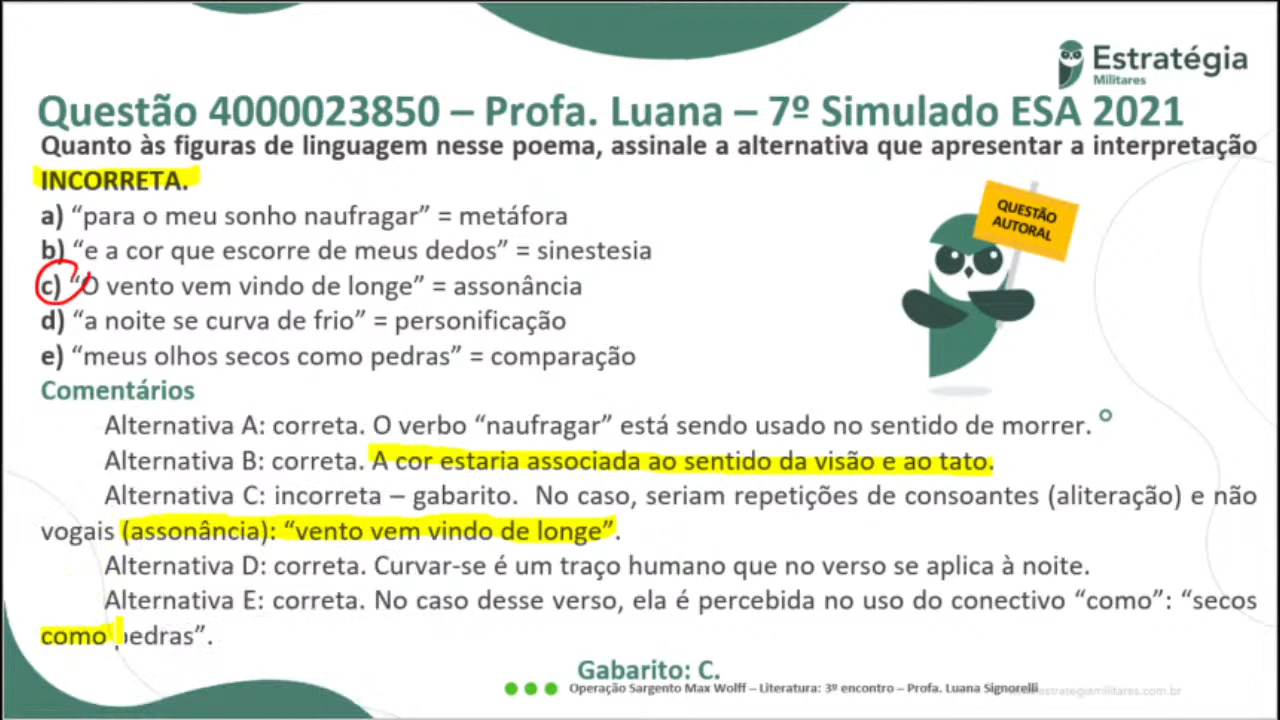 Estratégia
Militares
Questão 4000023850 – Profa. Luana – 7º Simulado ESA 2021
Quanto às figuras de linguagem nesse poema, assinale a alternativa que apresentar a interpretação
INCORRETA.
QUESTÃO
AUTORAL
a) “para o meu sonho naufragar” = metáfora
b) “e a cor que escorre de meus dedos” = sinestesia
c) “O vento vem vindo de longe” = assonância
d) “a noite se curva de frio” = personificação
e) “meus olhos secos como pedras” = comparação
Comentários
Alternativa A: correta. O verbo “naufragar” está sendo usado no sentido de morrer.
Alternativa B: correta. A cor estaria associada ao sentido da visão e ao tato.
Alternativa C: incorreta – gabarito. No caso, seriam repetições de consoantes (aliteração) e não
vogais (assonância): “vento vem vindo de longe”.
Alternativa D: correta. Curvar-se é um traço humano que no verso se aplica à noite.
Alternativa E: correta. No caso desse verso, ela é percebida no uso do conectivo “como”: “secos
como pedras”.
Gabarito: C.
Operação Sargento Max Wolff – Literatura: 3º encontro – Profa. Luana Signorelli
estrategiamilitares.com.br